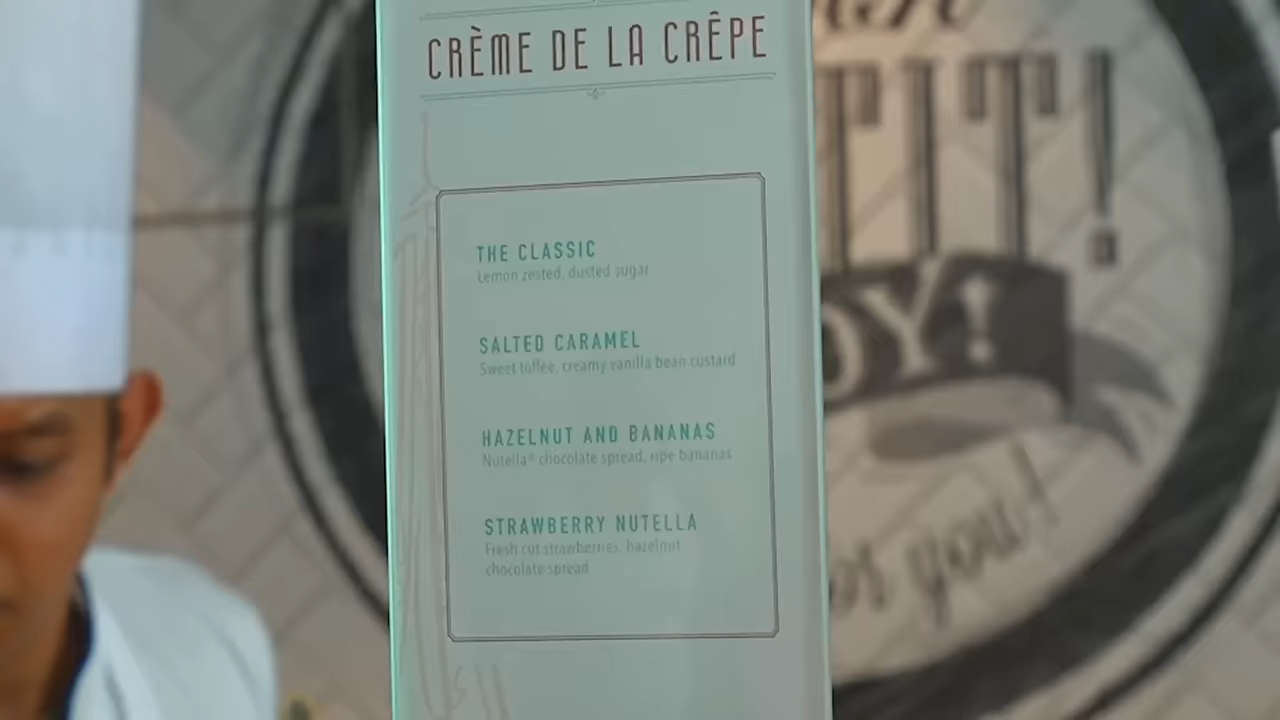 CRÈME DE LA CRÊPE
THE CLASSIC
Lemon zested, dusted sugar
SALTED CARAMEL
Sweet toffee, creamy vanilla bean custard
HAZELNUT AND BANANAS
Nutella® chocolate spread, ripe bananas
STRAWBERRY NUTELLA
Fresh cut strawberries, hazelnut
chocolate spread
you!